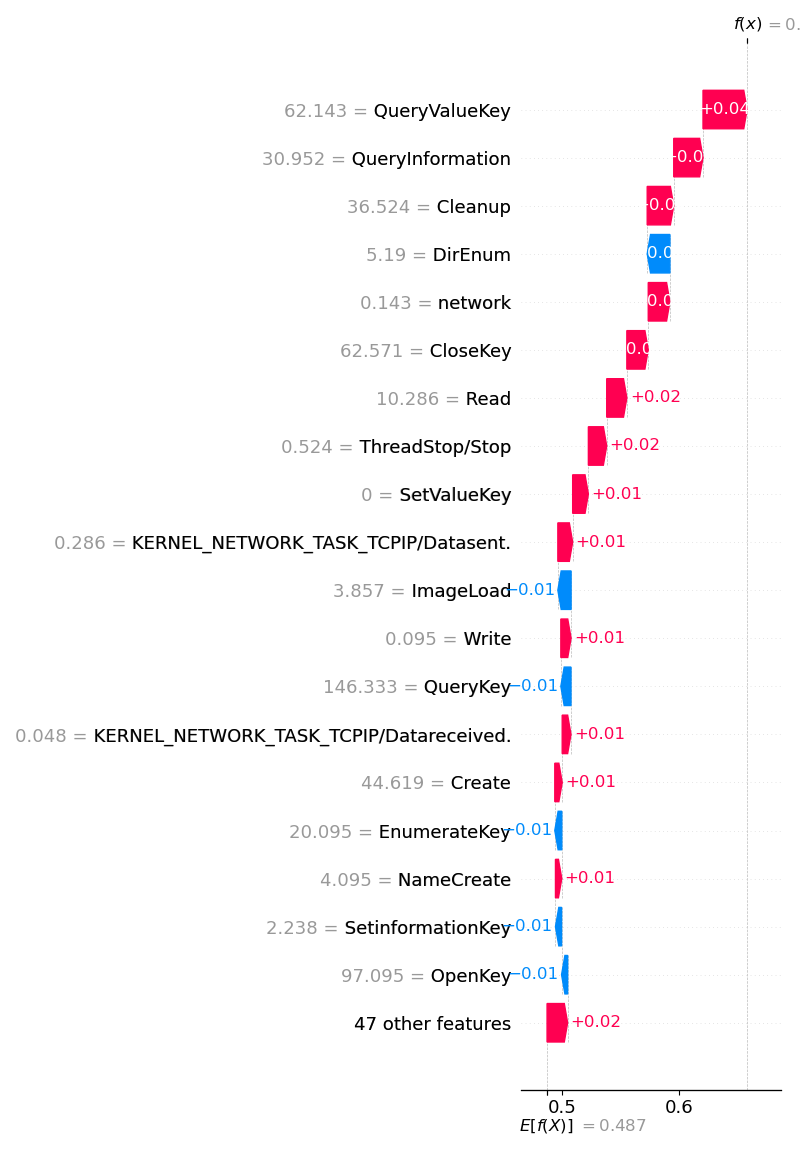 f(x) = 0.
62.143 = QueryValueKey +0.04
30.952 = QueryInformation
36.524 = Cleanup
5.19 = DirEnum
0.143 = network
62.571 = CloseKey
10.286 = Read +0.02
0.524 = ThreadStop/Stop +0.02
0 = SetValueKey +0.01
0.286 = KERNEL_NETWORK_TASK_TCPIP/Datasent. +0.01
3.857 = ImageLoad −0.01
0.095 = Write +0.01
146.333 = QueryKey −0.01
0.048 = KERNEL_NETWORK_TASK_TCPIP/Datareceived. +0.01
44.619 = Create +0.01
20.095 = EnumerateKey −0.01
4.095 = NameCreate +0.01
2.238 = SetinformationKey −0.01
97.095 = OpenKey −0.01
47 other features +0.02
0.5 0.6
E[f(X)] = 0.487